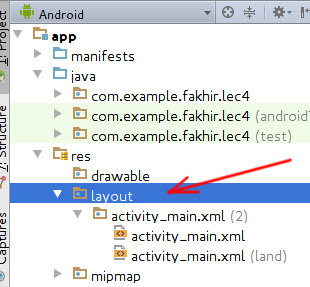 Android
app
manifests
java
com.example.fakhir.lec4
com.example.fakhir.lec4 (android
com.example.fakhir.lec4 (test)
res
drawable
layout
activity_main.xml (2)
activity_main.xml
activity_main.xml (land)
mipmap
1: Project
7: Structure
Captures